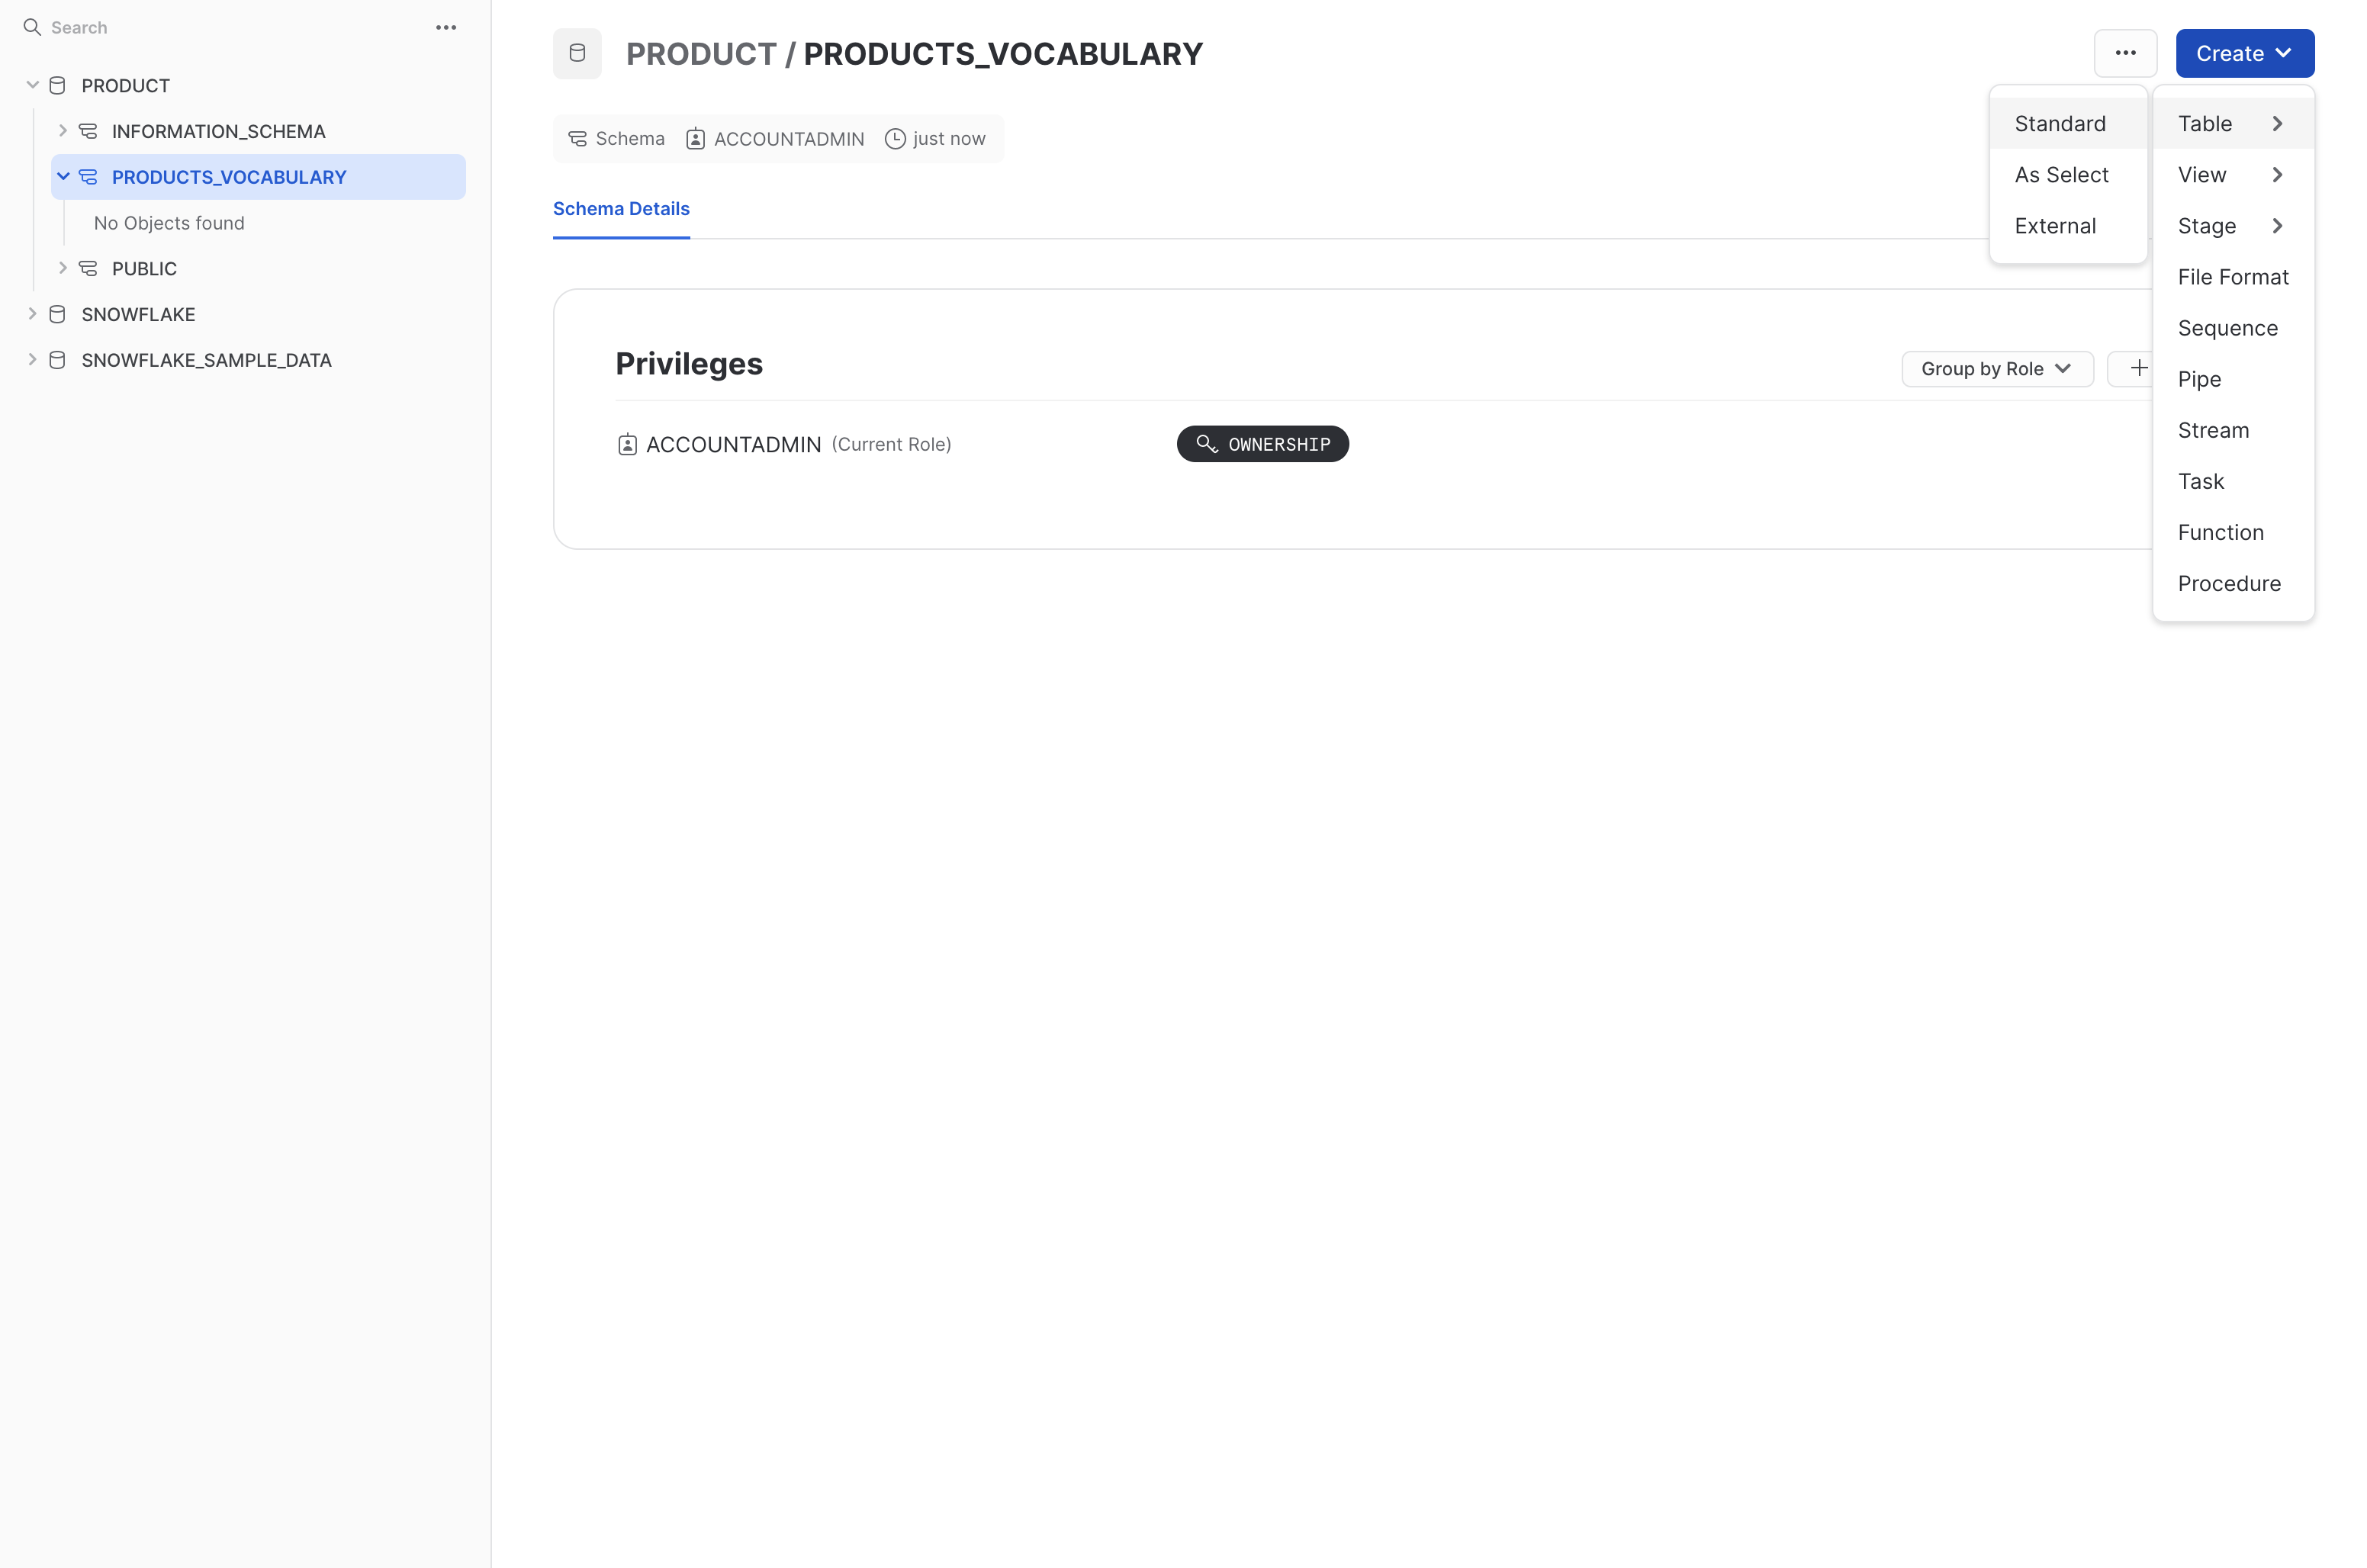 Search
PRODUCT
INFORMATION_SCHEMA
PRODUCTS_VOCABULARY
No Objects found
PUBLIC
SNOWFLAKE
SNOWFLAKE_SAMPLE_DATA
PRODUCT / PRODUCTS_VOCABULARY
Create
Schema ACCOUNTADMIN just now
Schema Details
Standard
As Select
External
Table
View
Stage
File Format
Sequence
Pipe
Stream
Task
Function
Procedure
Privileges
Group by Role
ACCOUNTADMIN (Current Role) OWNERSHIP